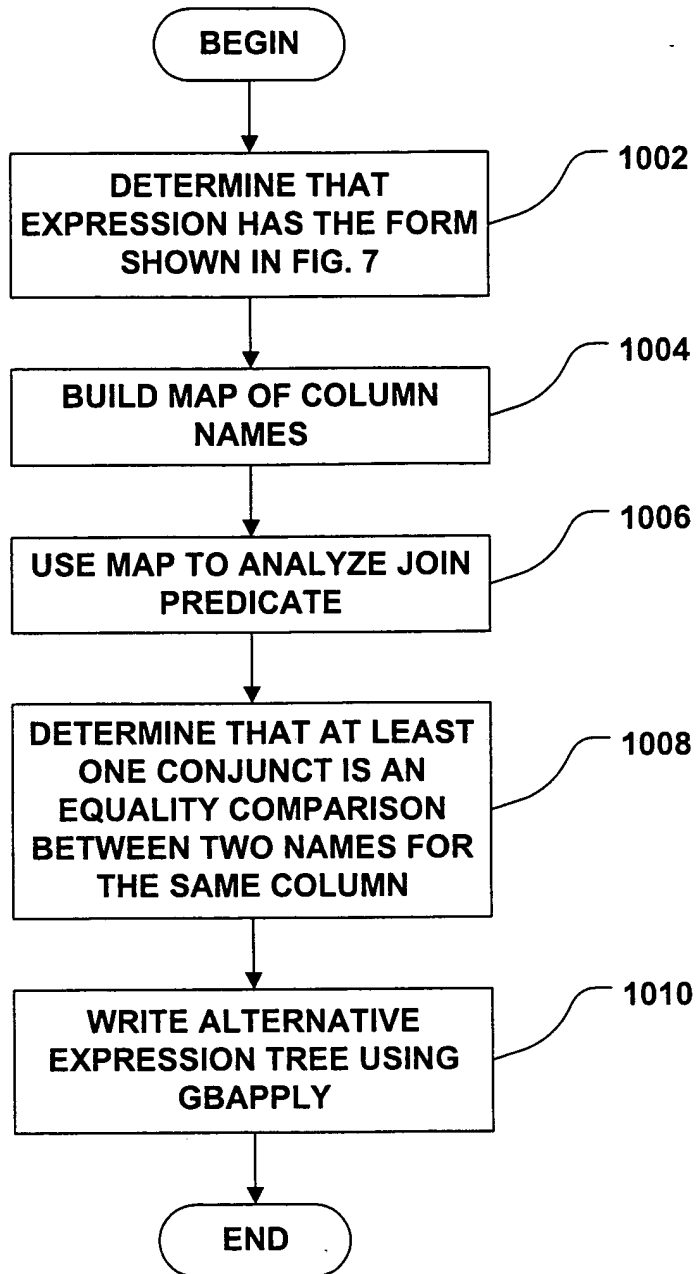 BEGIN
1002
DETERMINE THAT
EXPRESSION HAS THE FORM
SHOWN IN FIG. 7
1004
BUILD MAP OF COLUMN
NAMES
1006
USE MAP TO ANALYZE JOIN
PREDICATE
1008
DETERMINE THAT AT LEAST
ONE CONJUNCT IS AN
EQUALITY COMPARISON
BETWEEN TWO NAMES FOR
THE SAME COLUMN
1010
WRITE ALTERNATIVE
EXPRESSION TREE USING
GBAPPLY
END